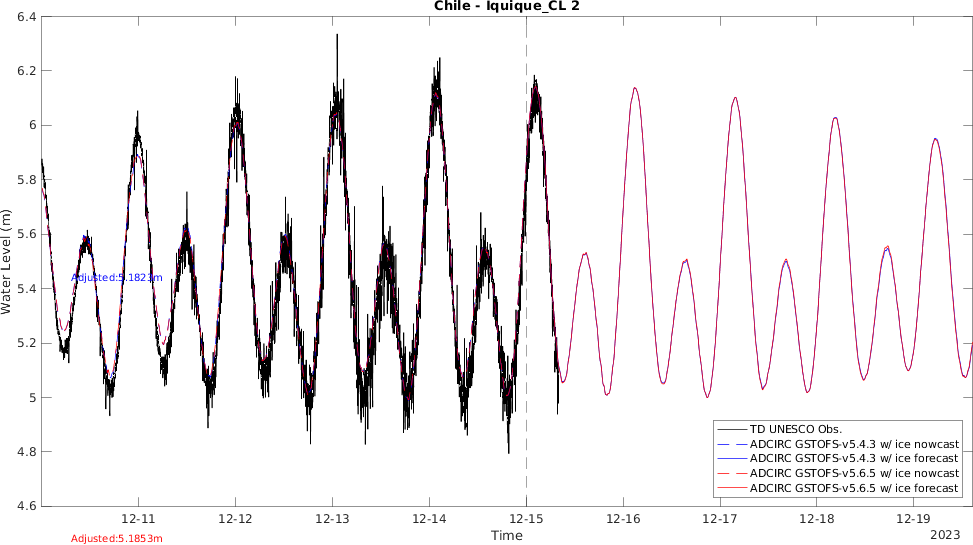 Chile - Iquique_CL 2
Water Level (m)
6.4
6.2
6
5.8
5.6
5.4
5.2
5
4.8
4.6
Adjusted:5.1821m
TD UNESCO Obs.
ADCIRC GSTOFS-v5.4.3 w/ ice nowcast
ADCIRC GSTOFS-v5.4.3 w/ ice forecast
ADCIRC GSTOFS-v5.6.5 w/ ice nowcast
ADCIRC GSTOFS-v5.6.5 w/ ice forecast
12-11 12-12 12-13 12-14 12-15 12-16 12-17 12-18 12-19
Time
2023
Adjusted:5.1853m